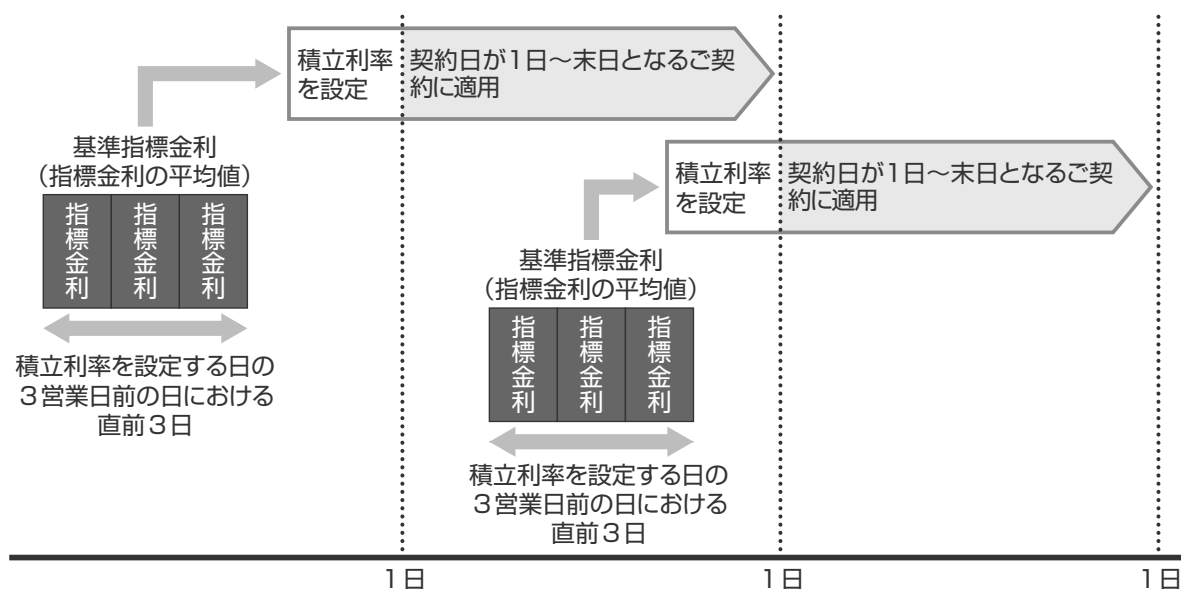 積立利率
を設定
契約日が1日~末日となるご契
約に適用
基準指標金利
(指標金利の平均値)
指標金利
指標金利
指標金利
積立利率を設定する日の
3営業日前の日における
直前3日
積立利率
を設定
契約日が1日~末日となるご契
約に適用
基準指標金利
(指標金利の平均値)
指標金利
指標金利
指標金利
積立利率を設定する日の
3営業日前の日における
直前3日
1日
1日
1日